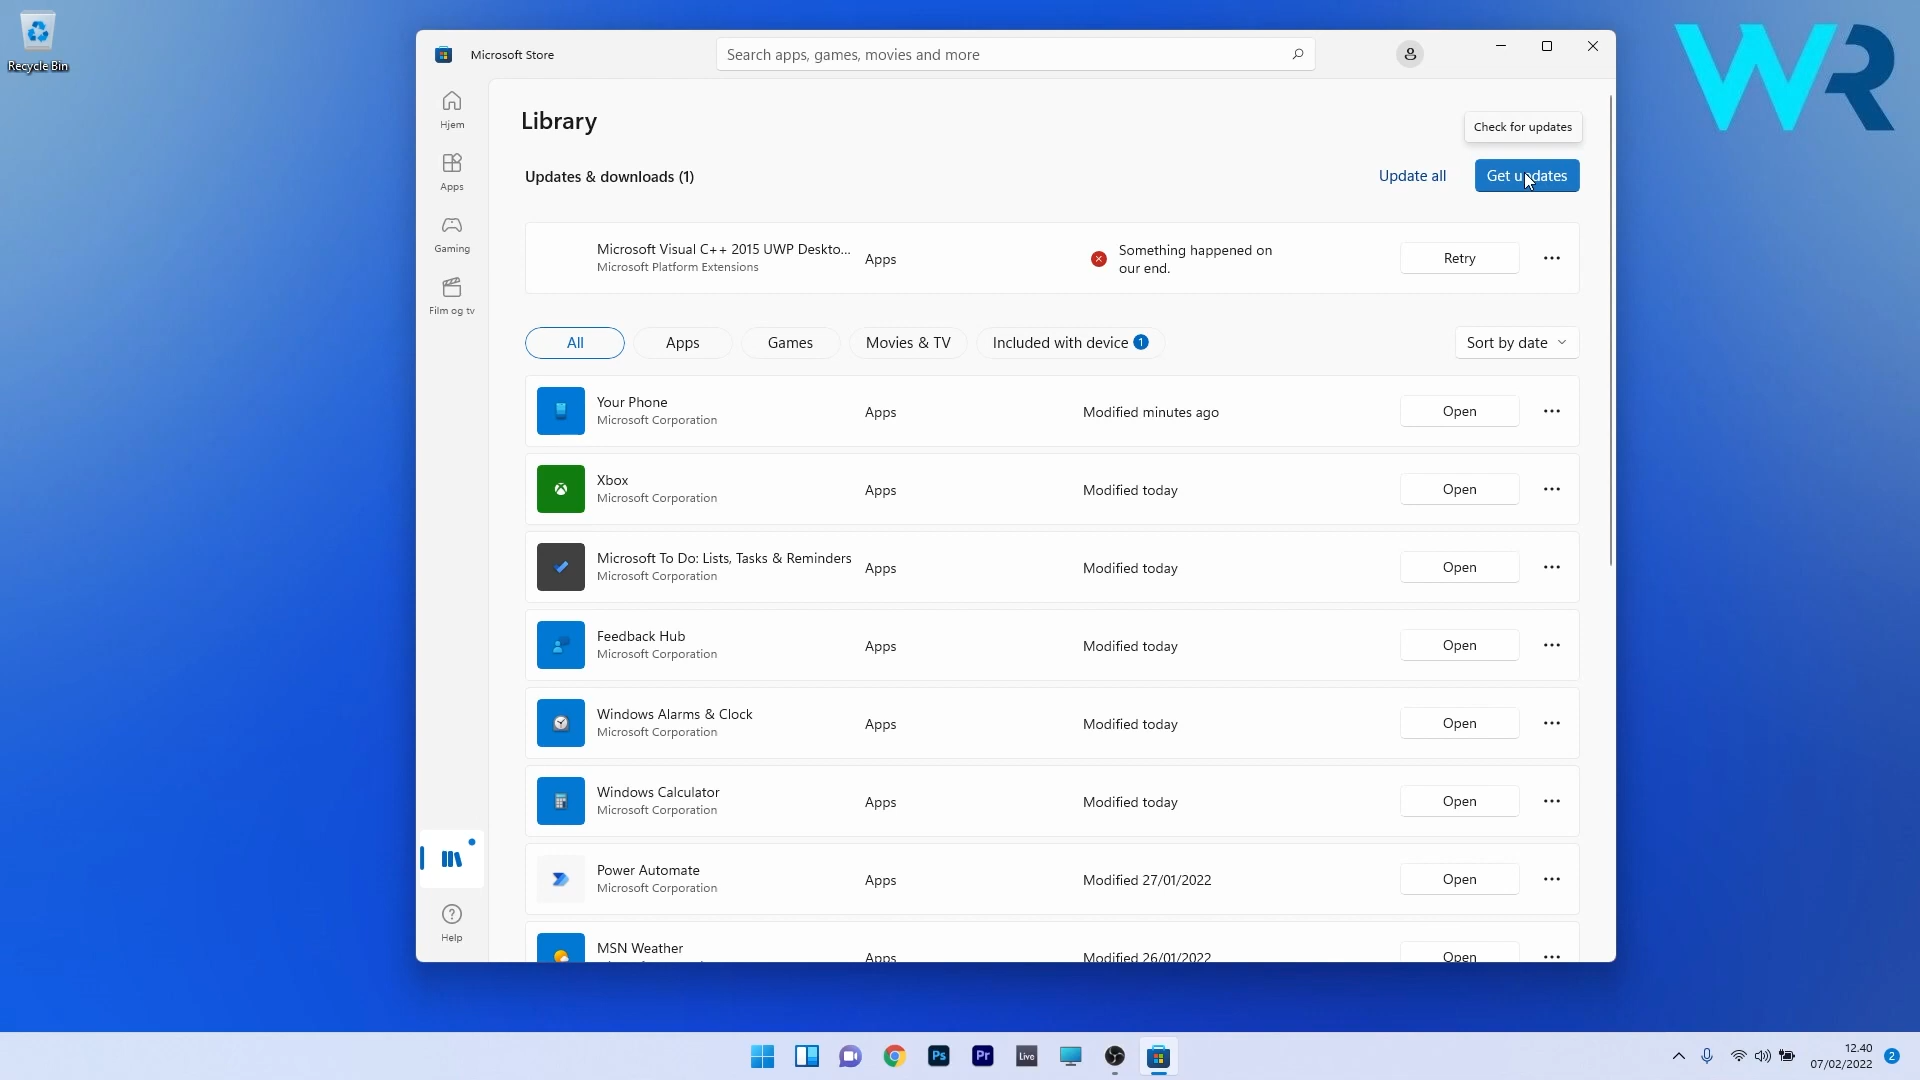 Recycle Bin
Microsoft Store
Search apps, games, movies and more
WR
Hjem
Apps
Gaming
Film og tv
Help
Library
Check for updates
Updates & downloads (1)
Update all
Get updates
Microsoft Visual C++ 2015 UWP Deskto...
Microsoft Platform Extensions
Apps
Something happened on
our end.
Retry
All
Apps
Games
Movies & TV
Included with device 1
Sort by date
Your Phone
Microsoft Corporation
Apps
Modified minutes ago
Open
Xbox
Microsoft Corporation
Apps
Modified today
Open
Microsoft To Do: Lists, Tasks & Reminders
Microsoft Corporation
Apps
Modified today
Open
Feedback Hub
Microsoft Corporation
Apps
Modified today
Open
Windows Alarms & Clock
Microsoft Corporation
Apps
Modified today
Open
Windows Calculator
Microsoft Corporation
Apps
Modified today
Open
Power Automate
Microsoft Corporation
Apps
Modified 27/01/2022
Open
MSN Weather
Apps
Modified 26/01/2022
Open
Ps
Pr
Live
12.40
07/02/2022
2